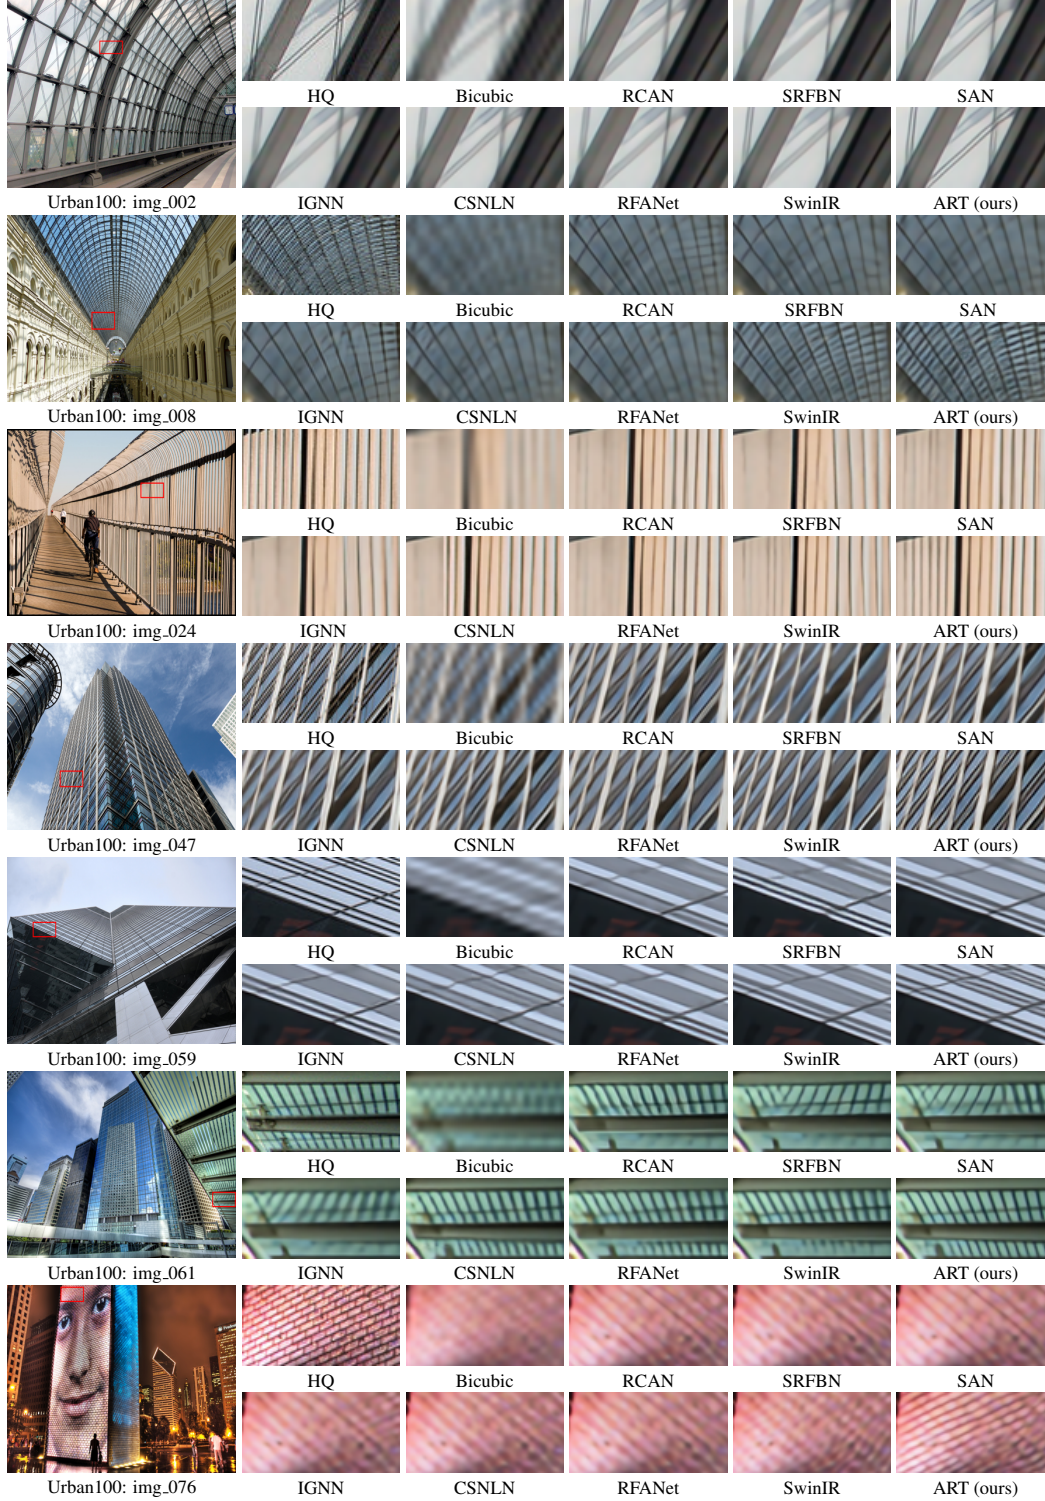 HQ Bicubic RCAN SRFBN SAN
Urban100: img_002 IGNN CSNLN RFANet SwinIR ART (ours)
HQ Bicubic RCAN SRFBN SAN
Urban100: img_008 IGNN CSNLN RFANet SwinIR ART (ours)
HQ Bicubic RCAN SRFBN SAN
Urban100: img_024 IGNN CSNLN RFANet SwinIR ART (ours)
HQ Bicubic RCAN SRFBN SAN
Urban100: img_047 IGNN CSNLN RFANet SwinIR ART (ours)
HQ Bicubic RCAN SRFBN SAN
Urban100: img_059 IGNN CSNLN RFANet SwinIR ART (ours)
HQ Bicubic RCAN SRFBN SAN
Urban100: img_061 IGNN CSNLN RFANet SwinIR ART (ours)
HQ Bicubic RCAN SRFBN SAN
Urban100: img_076 IGNN CSNLN RFANet SwinIR ART (ours)